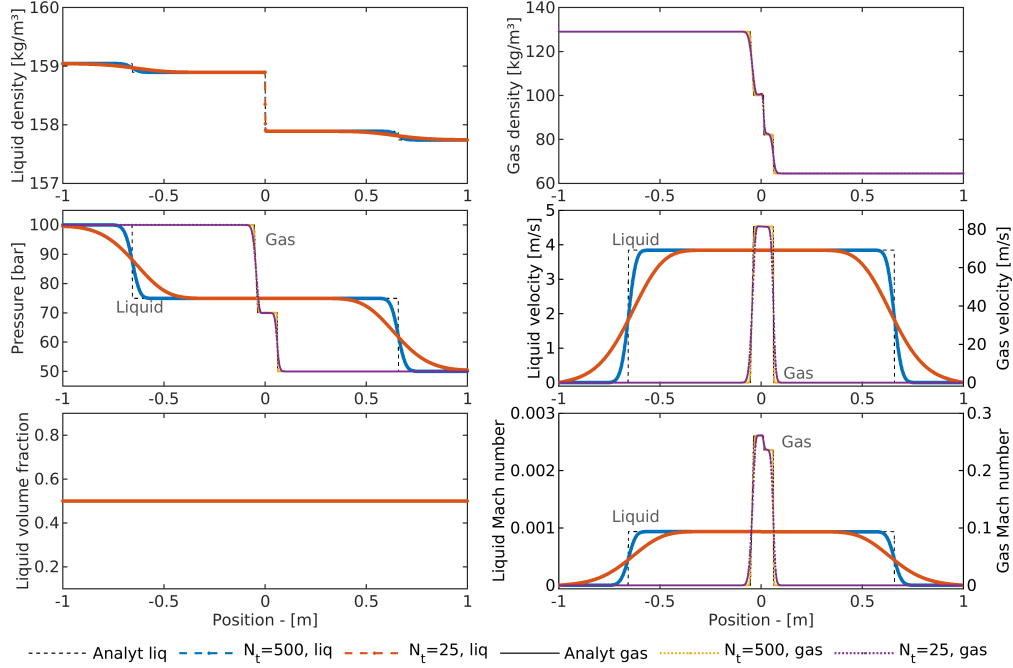 160
159
158
157
Liquid density [kg/m³]
-1 -0.5 0 0.5 1
140
120
100
80
60
Gas density [kg/m³]
-1 -0.5 0 0.5 1
100
90
80
70
60
50
Pressure [bar]
Gas
Liquid
-1 -0.5 0 0.5 1
5
4
3
2
1
0
Liquid velocity [m/s]
Liquid
Gas
80
60
40
20
0
Gas velocity [m/s]
-1 -0.5 0 0.5 1
0.8
0.6
0.4
0.2
Liquid volume fraction
-1 -0.5 0 0.5 1
Position - [m]
0.003
0.002
0.001
0
Liquid Mach number
Gas
Liquid
0.3
0.2
0.1
0
Gas Mach number
-1 -0.5 0 0.5 1
Position - [m]
Analyt liq N_t=500, liq N_t=25, liq Analyt gas N_t=500, gas N_t=25, gas